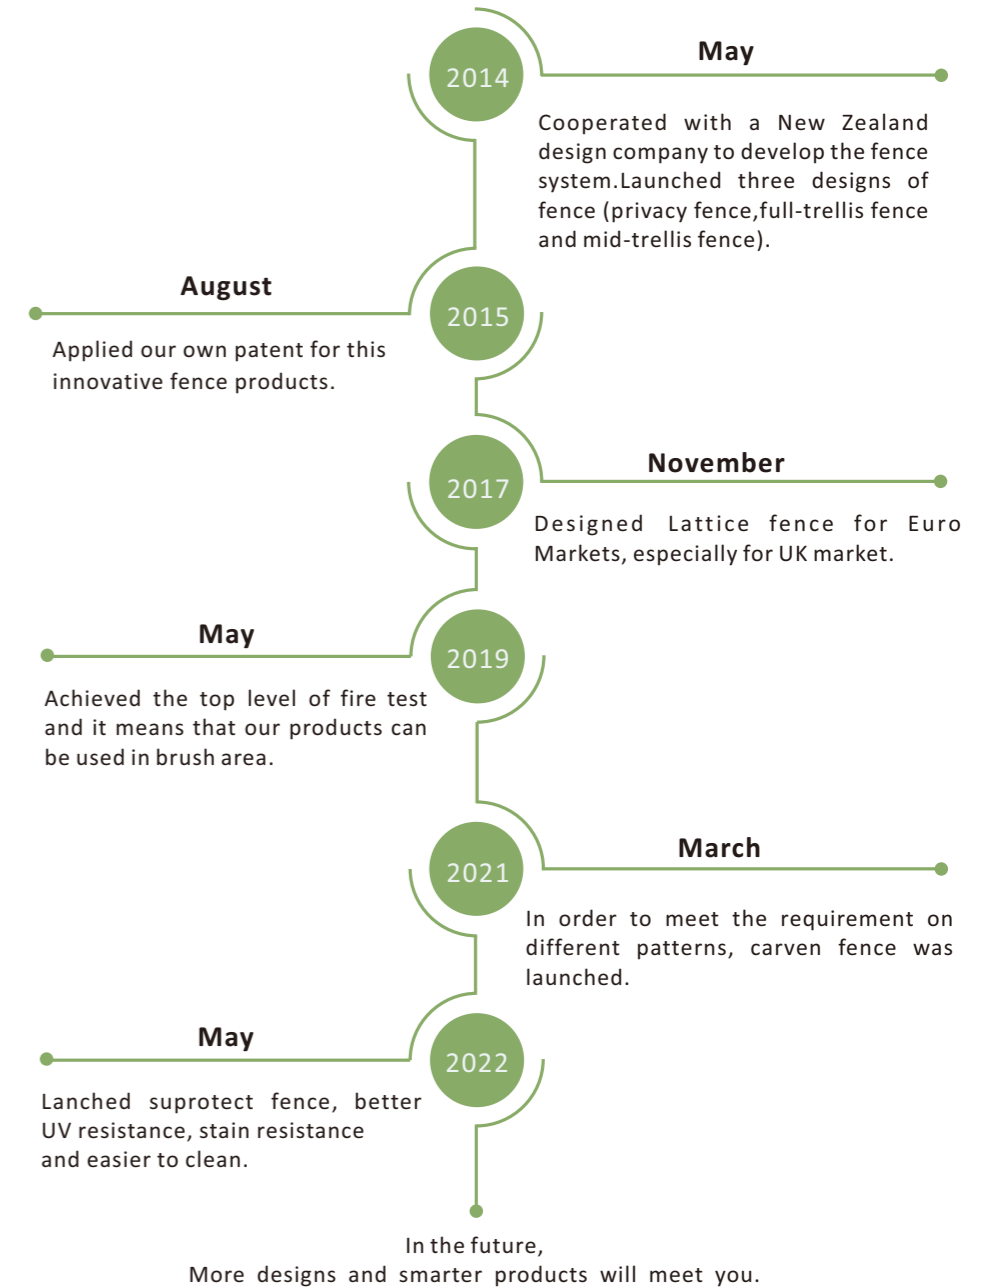 2014
May
Cooperated with a New Zealand
design company to develop the fence
system.Launched three designs of
fence (privacy fence,full-trellis fence
and mid-trellis fence).
2015
August
Applied our own patent for this
innovative fence products.
2017
November
Designed Lattice fence for Euro
Markets, especially for UK market.
2019
May
Achieved the top level of fire test
and it means that our products can
be used in brush area.
2021
March
In order to meet the requirement on
different patterns, carven fence was
launched.
2022
May
Lanched suprotect fence, better
UV resistance, stain resistance
and easier to clean.
In the future,
More designs and smarter products will meet you.